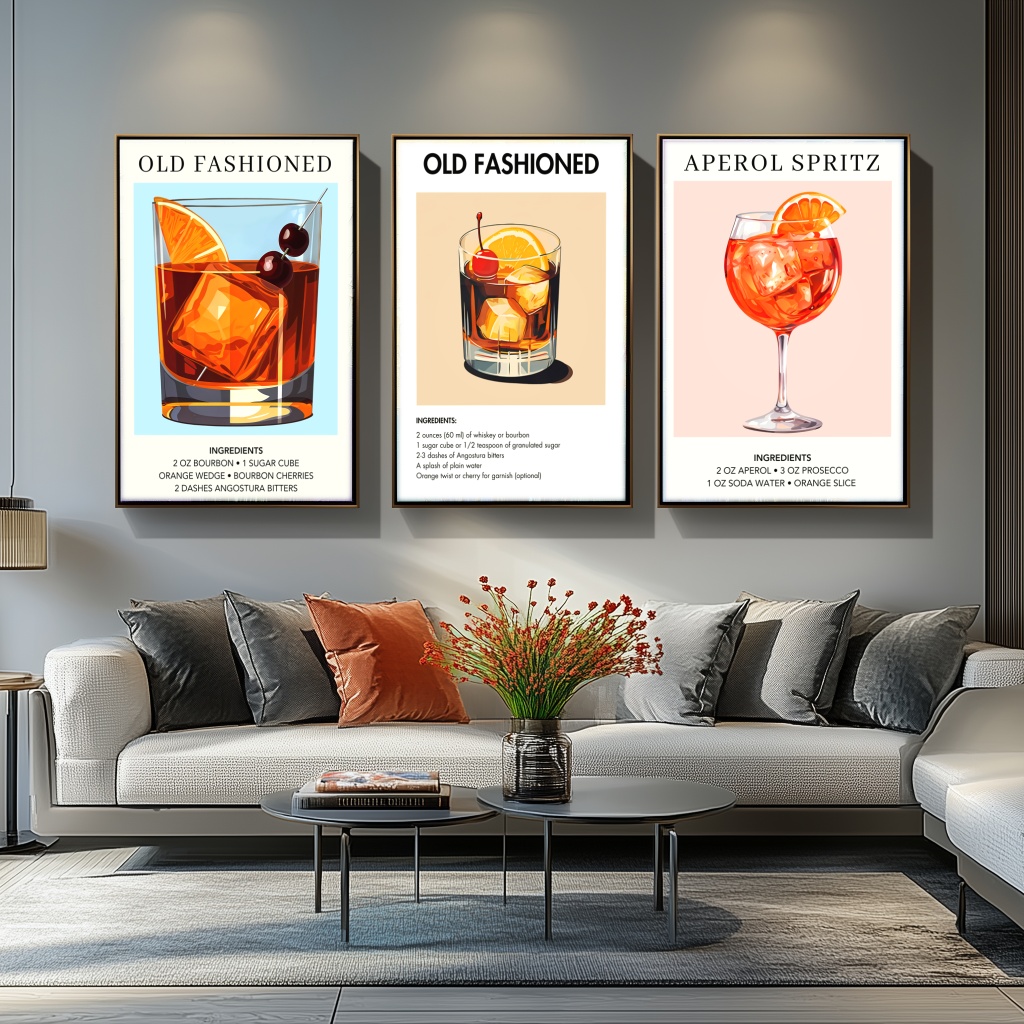 OLD FASHIONED
INGREDIENTS
2 OZ BOURBON • 1 SUGAR CUBE
ORANGE WEDGE • BOURBON CHERRIES
2 DASHES ANGOSTURA BITTERS
OLD FASHIONED
INGREDIENTS:
2 ounces (60 ml) of whiskey or bourbon
1 sugar cube or 1/2 teaspoon of granulated sugar
2-3 dashes of Angostura bitters
A splash of plain water
Orange twist or cherry for garnish (optional)
APEROL SPRITZ
INGREDIENTS
2 OZ APEROL • 3 OZ PROSECCO
1 OZ SODA WATER • ORANGE SLICE